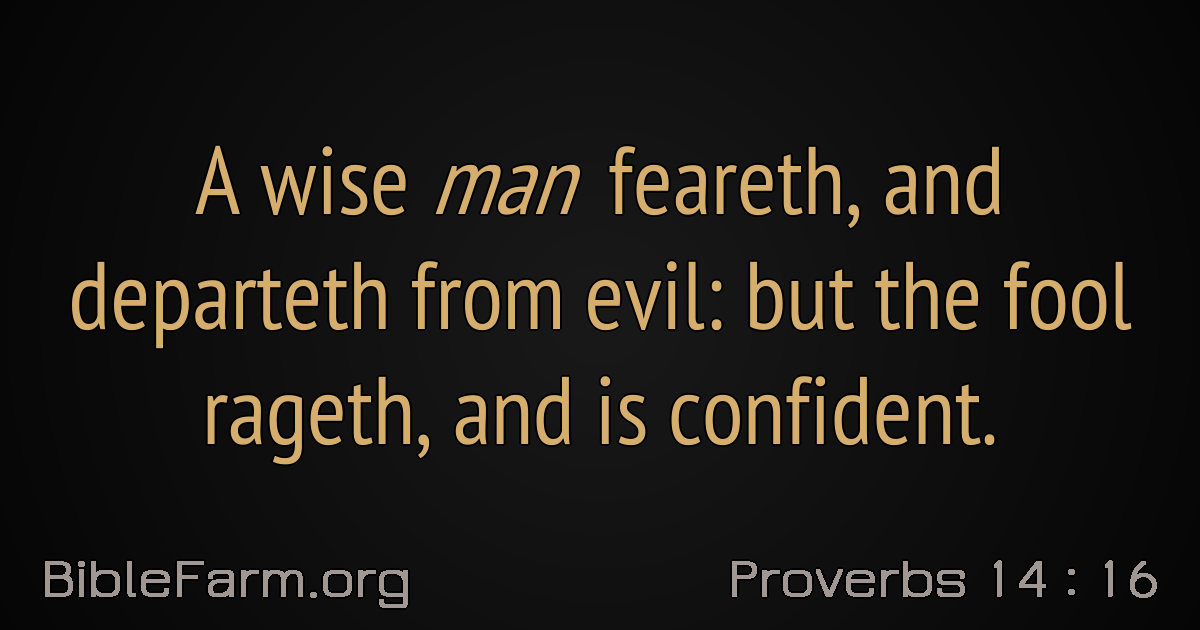 A wise man feareth, and
departeth from evil: but the fool
rageth, and is confident.
BibleFarm.org
Proverbs 14 : 16